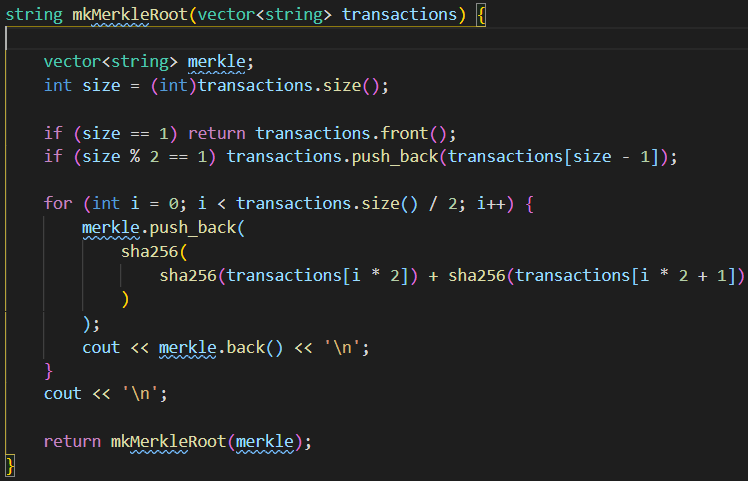 string mkMerkleRoot(vector<string> transactions) {
vector<string> merkle;
int size = (int)transactions.size();
if (size == 1) return transactions.front();
if (size % 2 == 1) transactions.push_back(transactions[size - 1]);
for (int i = 0; i < transactions.size() / 2; i++) {
merkle.push_back(
sha256(
sha256(transactions[i * 2]) + sha256(transactions[i * 2 + 1])
)
);
cout << merkle.back() << '\n';
}
cout << '\n';
return mkMerkleRoot(merkle);
}